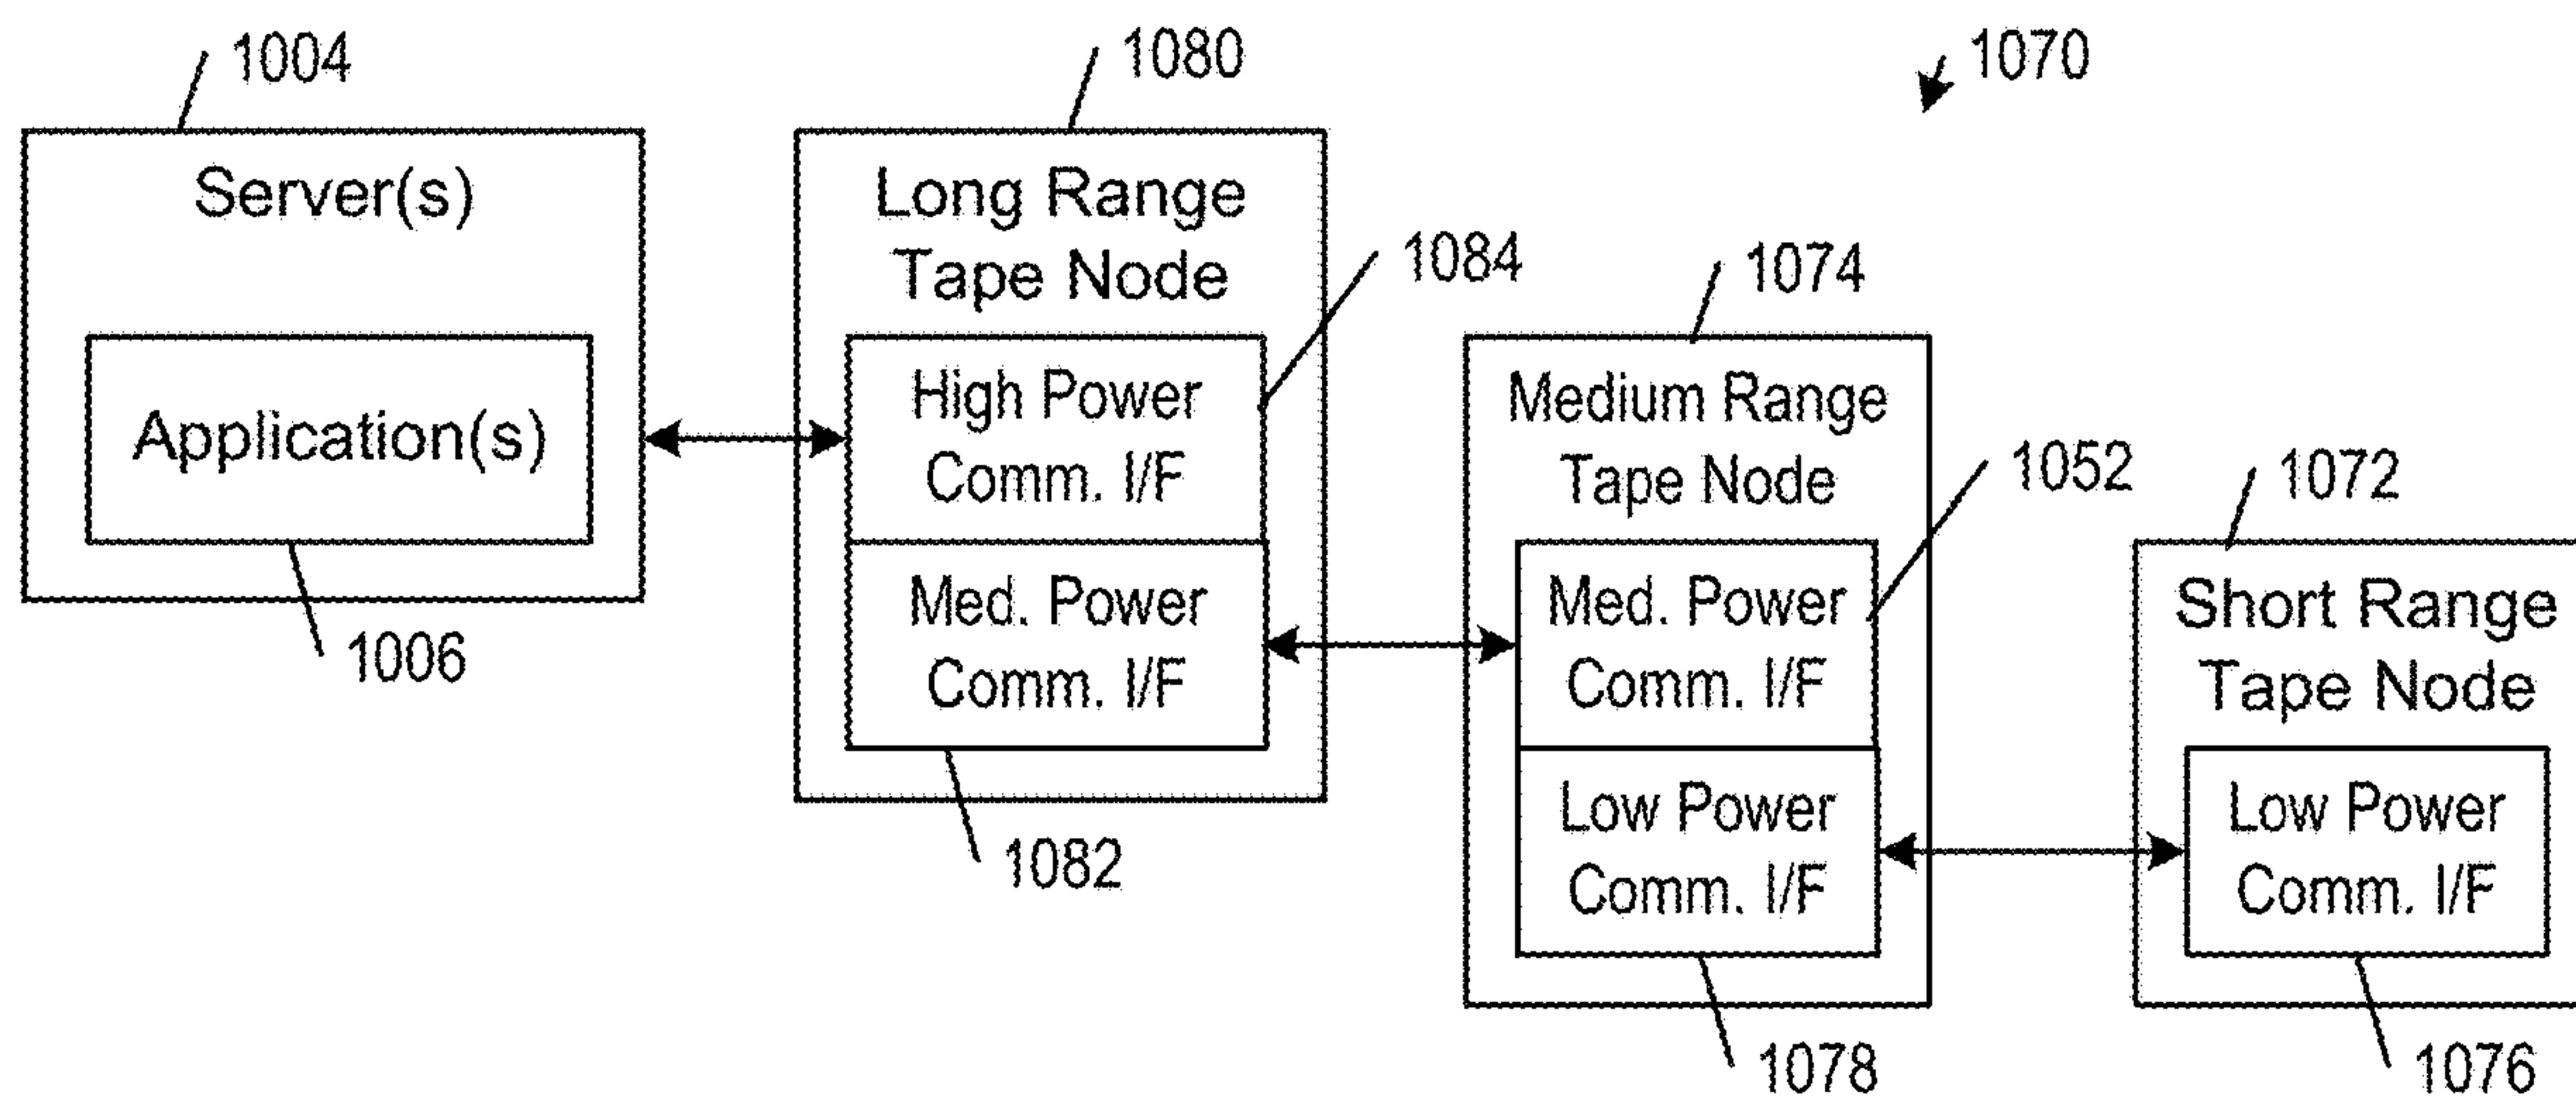 1004
1080
1070
Server(s)
Long Range
Tape Node
1084
1074
High Power
Comm. I/F
Medium Range
Tape Node
Application(s)
1052
1072
Med. Power
Comm. I/F
Med. Power
Comm. I/F
Short Range
Tape Node
1006
Low Power
Comm. I/F
Low Power
Comm. I/F
1082
1078
1076